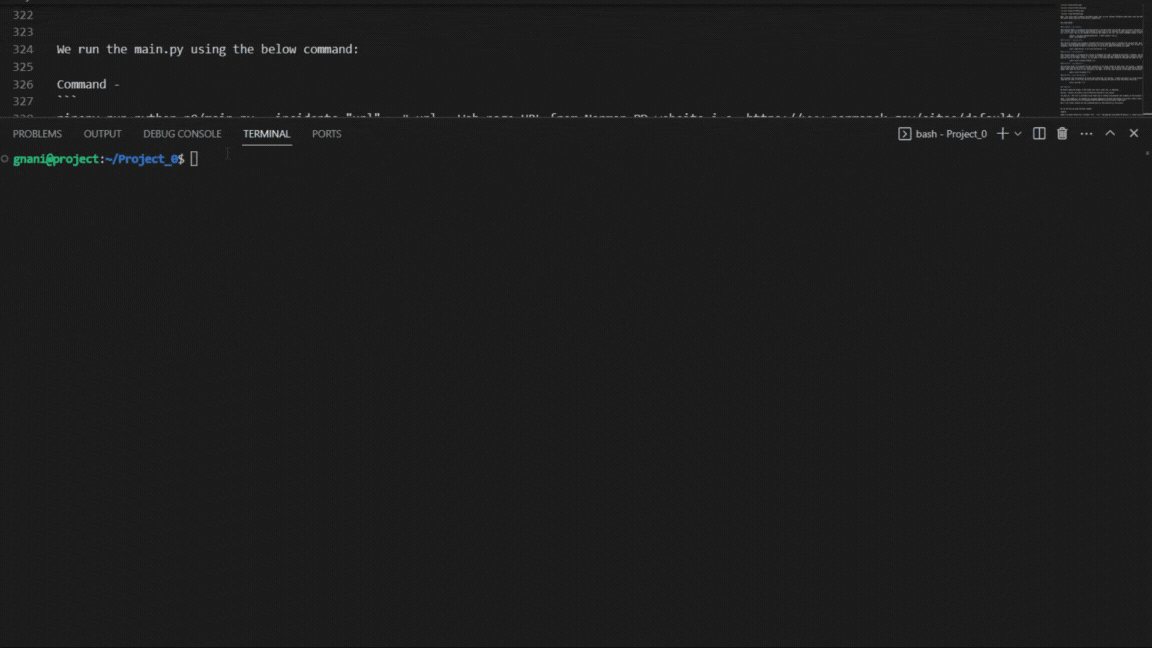 322
323
324 We run the main.py using the below command:
325
326 Command -
327 ```
PROBLEMS OUTPUT DEBUG CONSOLE TERMINAL PORTS bash - Project_0
gnani@project:~/Project_0$